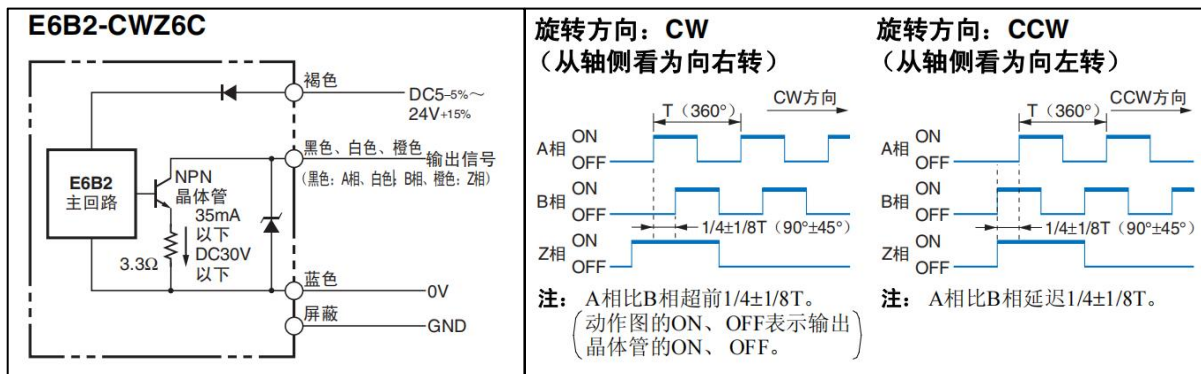 E6B2-CWZ6C
褐色
DC5-5%～
24V+15%
黑色、白色、橙色
输出信号
（黑色：A相、白色：B相、橙色：Z相）
E6B2
主回路
NPN
晶体管
35mA
以下
DC30V
以下
3.3Ω
蓝色
0V
屏蔽
GND
旋转方向：CW
（从轴侧看为向右转）
T（360°）
CW方向
A相 ON
OFF
B相 ON
OFF
1/4±1/8T（90°±45°）
Z相 ON
OFF
注： A相比B相超前1/4±1/8T。
（动作图的ON、OFF表示输出
晶体管的ON、 OFF。）
旋转方向：CCW
（从轴侧看为向左转）
T（360°）
CCW方向
A相 ON
OFF
B相 ON
OFF
1/4±1/8T（90°±45°）
Z相 ON
OFF
注： A相比B相延迟1/4±1/8T。